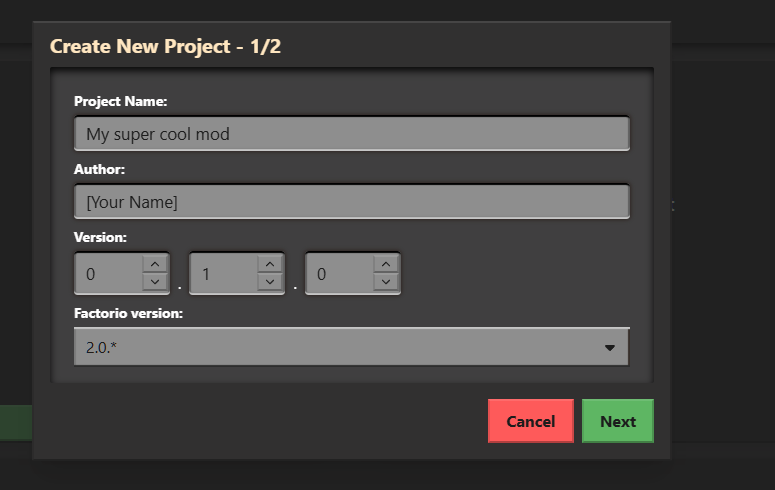 Create New Project - 1/2
Project Name:
My super cool mod
Author:
[Your Name]
Version:
0 . 1 . 0
Factorio version:
2.0.*
Cancel Next